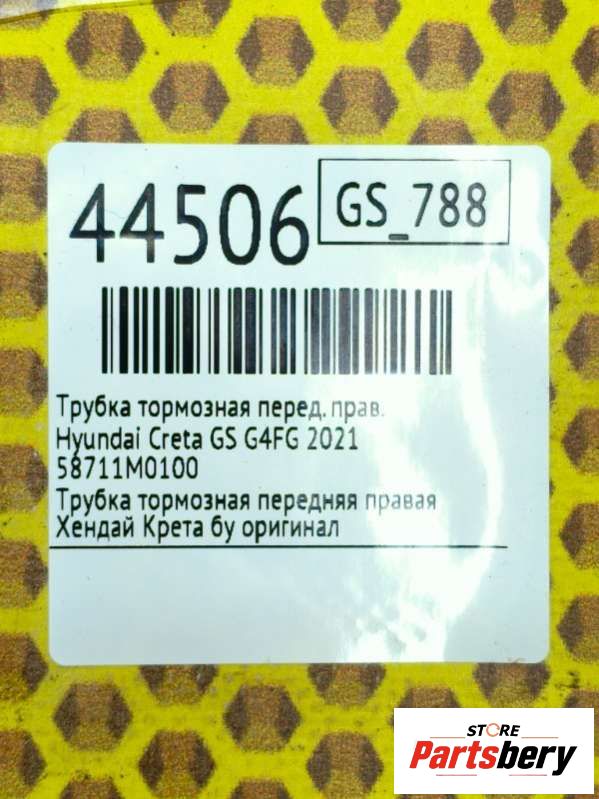 44506
GS_788
Трубка тормозная перед. прав.
Hyundai Creta GS G4FG 2021
58711M0100
Трубка тормозная передняя правая
Хендай Крета бу оригинал
STORE
Partsbery